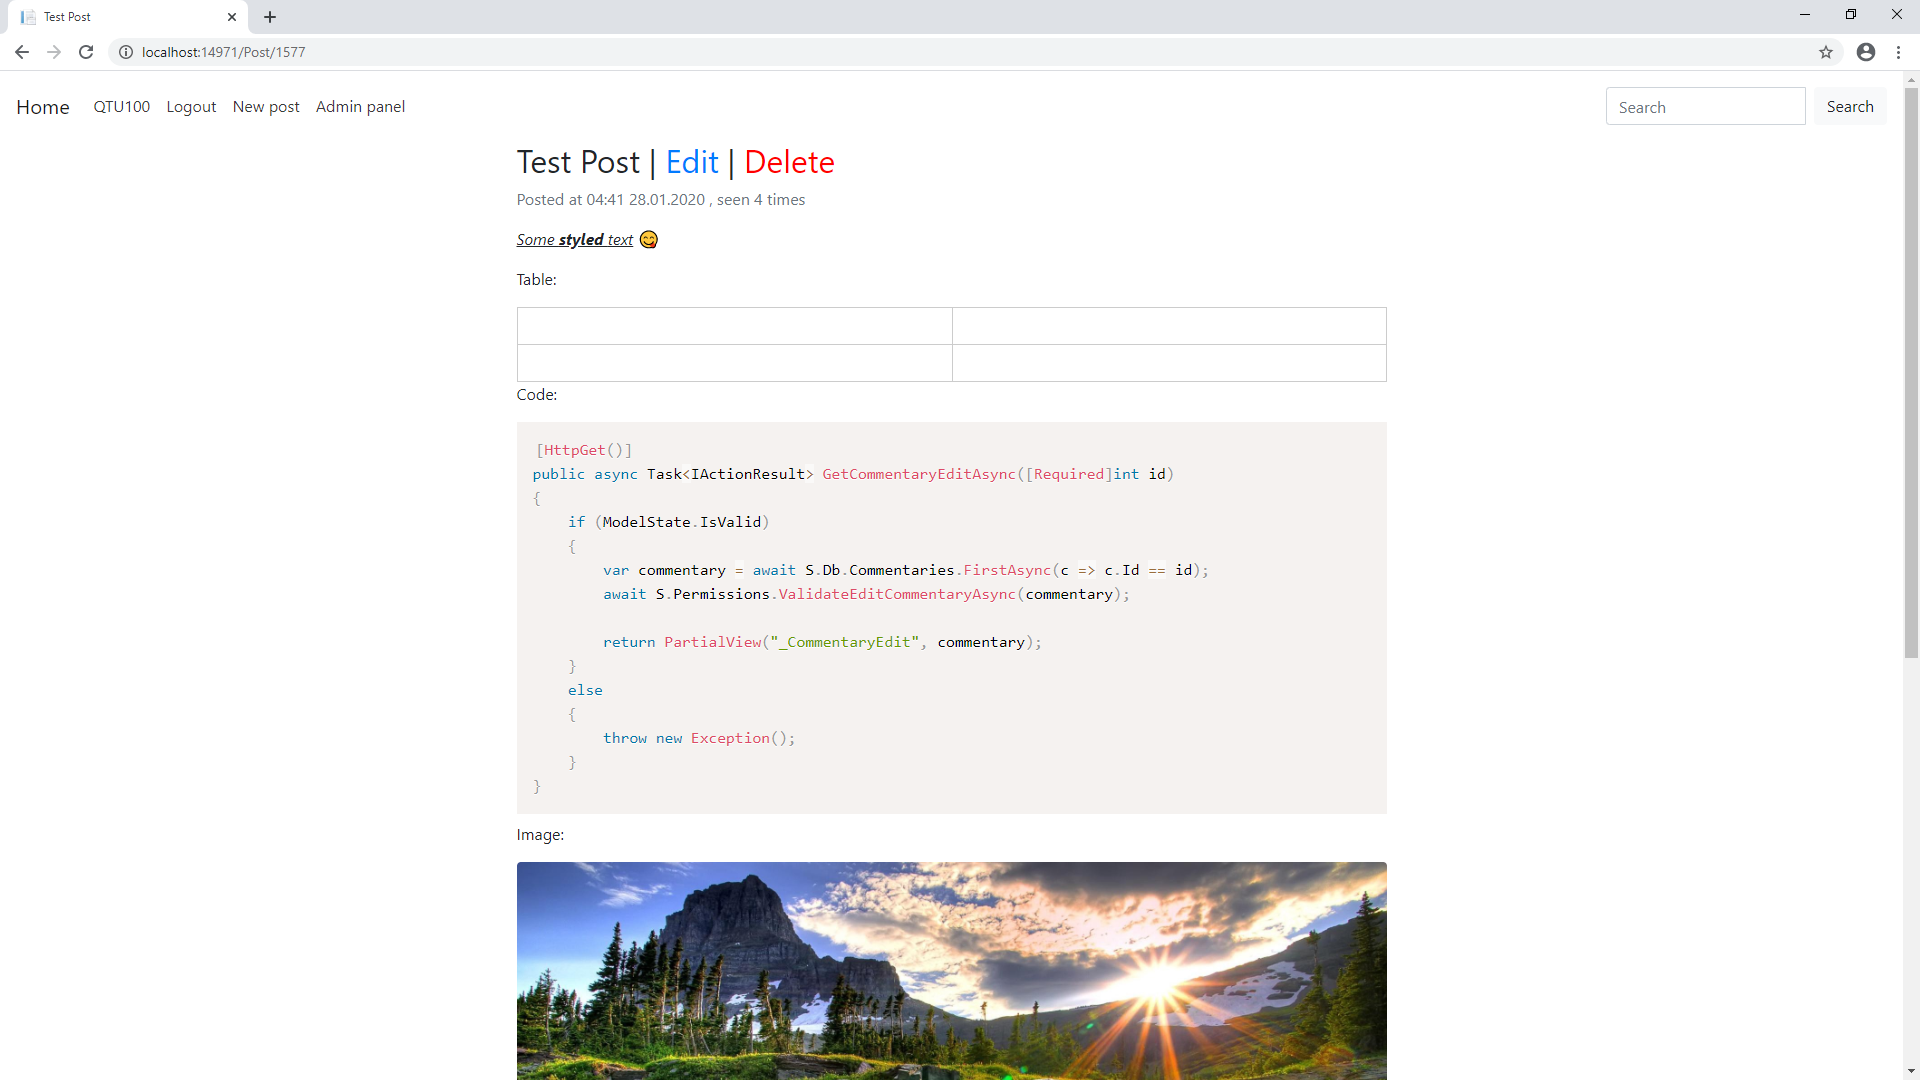 Test Post
localhost:14971/Post/1577
Home QTU100 Logout New post Admin panel Search Search
Test Post | Edit | Delete
Posted at 04:41 28.01.2020 , seen 4 times
Some styled text 😋
Table:
Code:
[HttpGet()]
public async Task<IActionResult> GetCommentaryEditAsync([Required]int id)
{
    if (ModelState.IsValid)
    {
        var commentary = await S.Db.Commentaries.FirstAsync(c => c.Id == id);
        await S.Permissions.ValidateEditCommentaryAsync(commentary);
        return PartialView("_CommentaryEdit", commentary);
    }
    else
    {
        throw new Exception();
    }
}
Image: